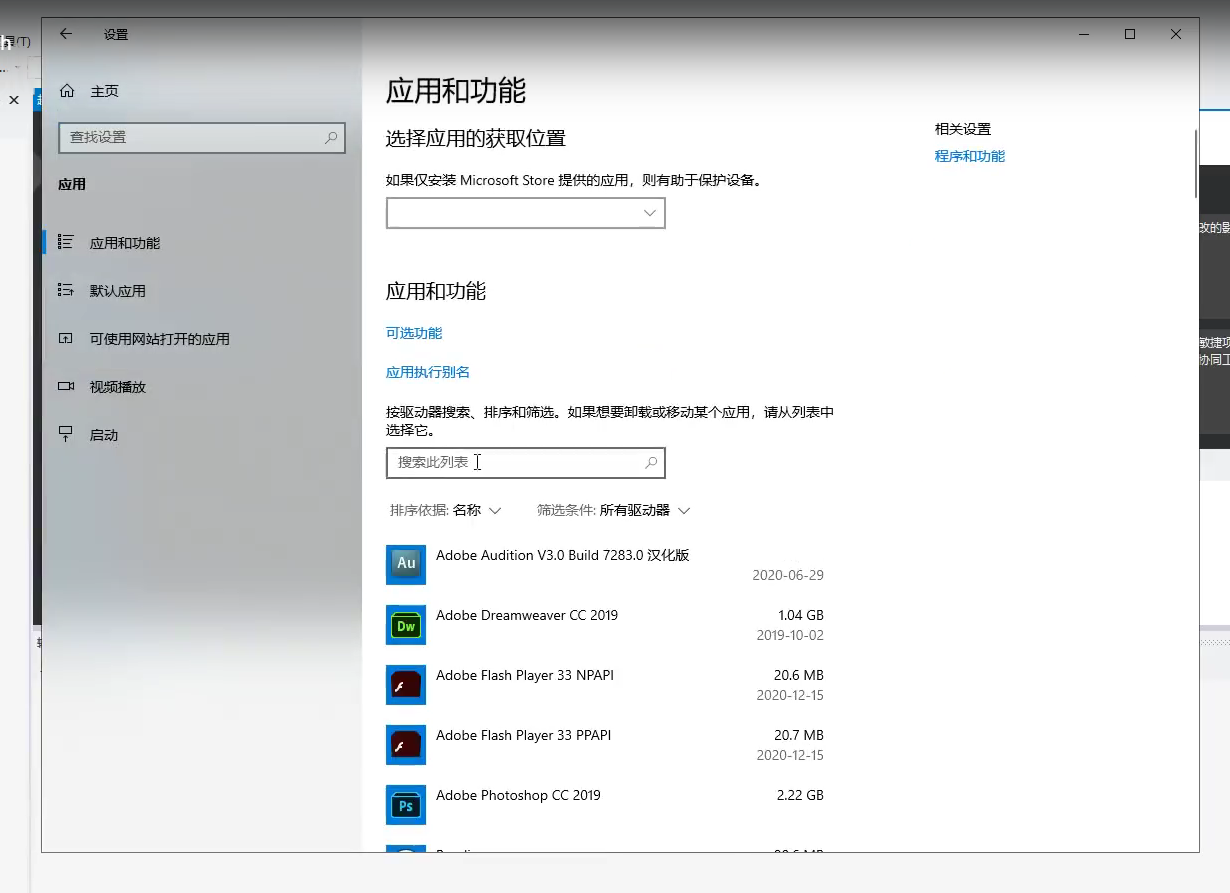 设置
主页
查找设置
应用
应用和功能
默认应用
可使用网站打开的应用
视频播放
启动
应用和功能
选择应用的获取位置
如果仅安装 Microsoft Store 提供的应用，则有助于保护设备。
应用和功能
可选功能
应用执行别名
按驱动器搜索、排序和筛选。如果想要卸载或移动某个应用，请从列表中
选择它。
搜索此列表
排序依据: 名称 筛选条件: 所有驱动器
Au
Adobe Audition V3.0 Build 7283.0 汉化版
2020-06-29
Dw
Adobe Dreamweaver CC 2019 1.04 GB
2019-10-02
Adobe Flash Player 33 NPAPI 20.6 MB
2020-12-15
Adobe Flash Player 33 PPAPI 20.7 MB
2020-12-15
Ps
Adobe Photoshop CC 2019 2.22 GB
相关设置
程序和功能
改的影
敏捷项
协同工